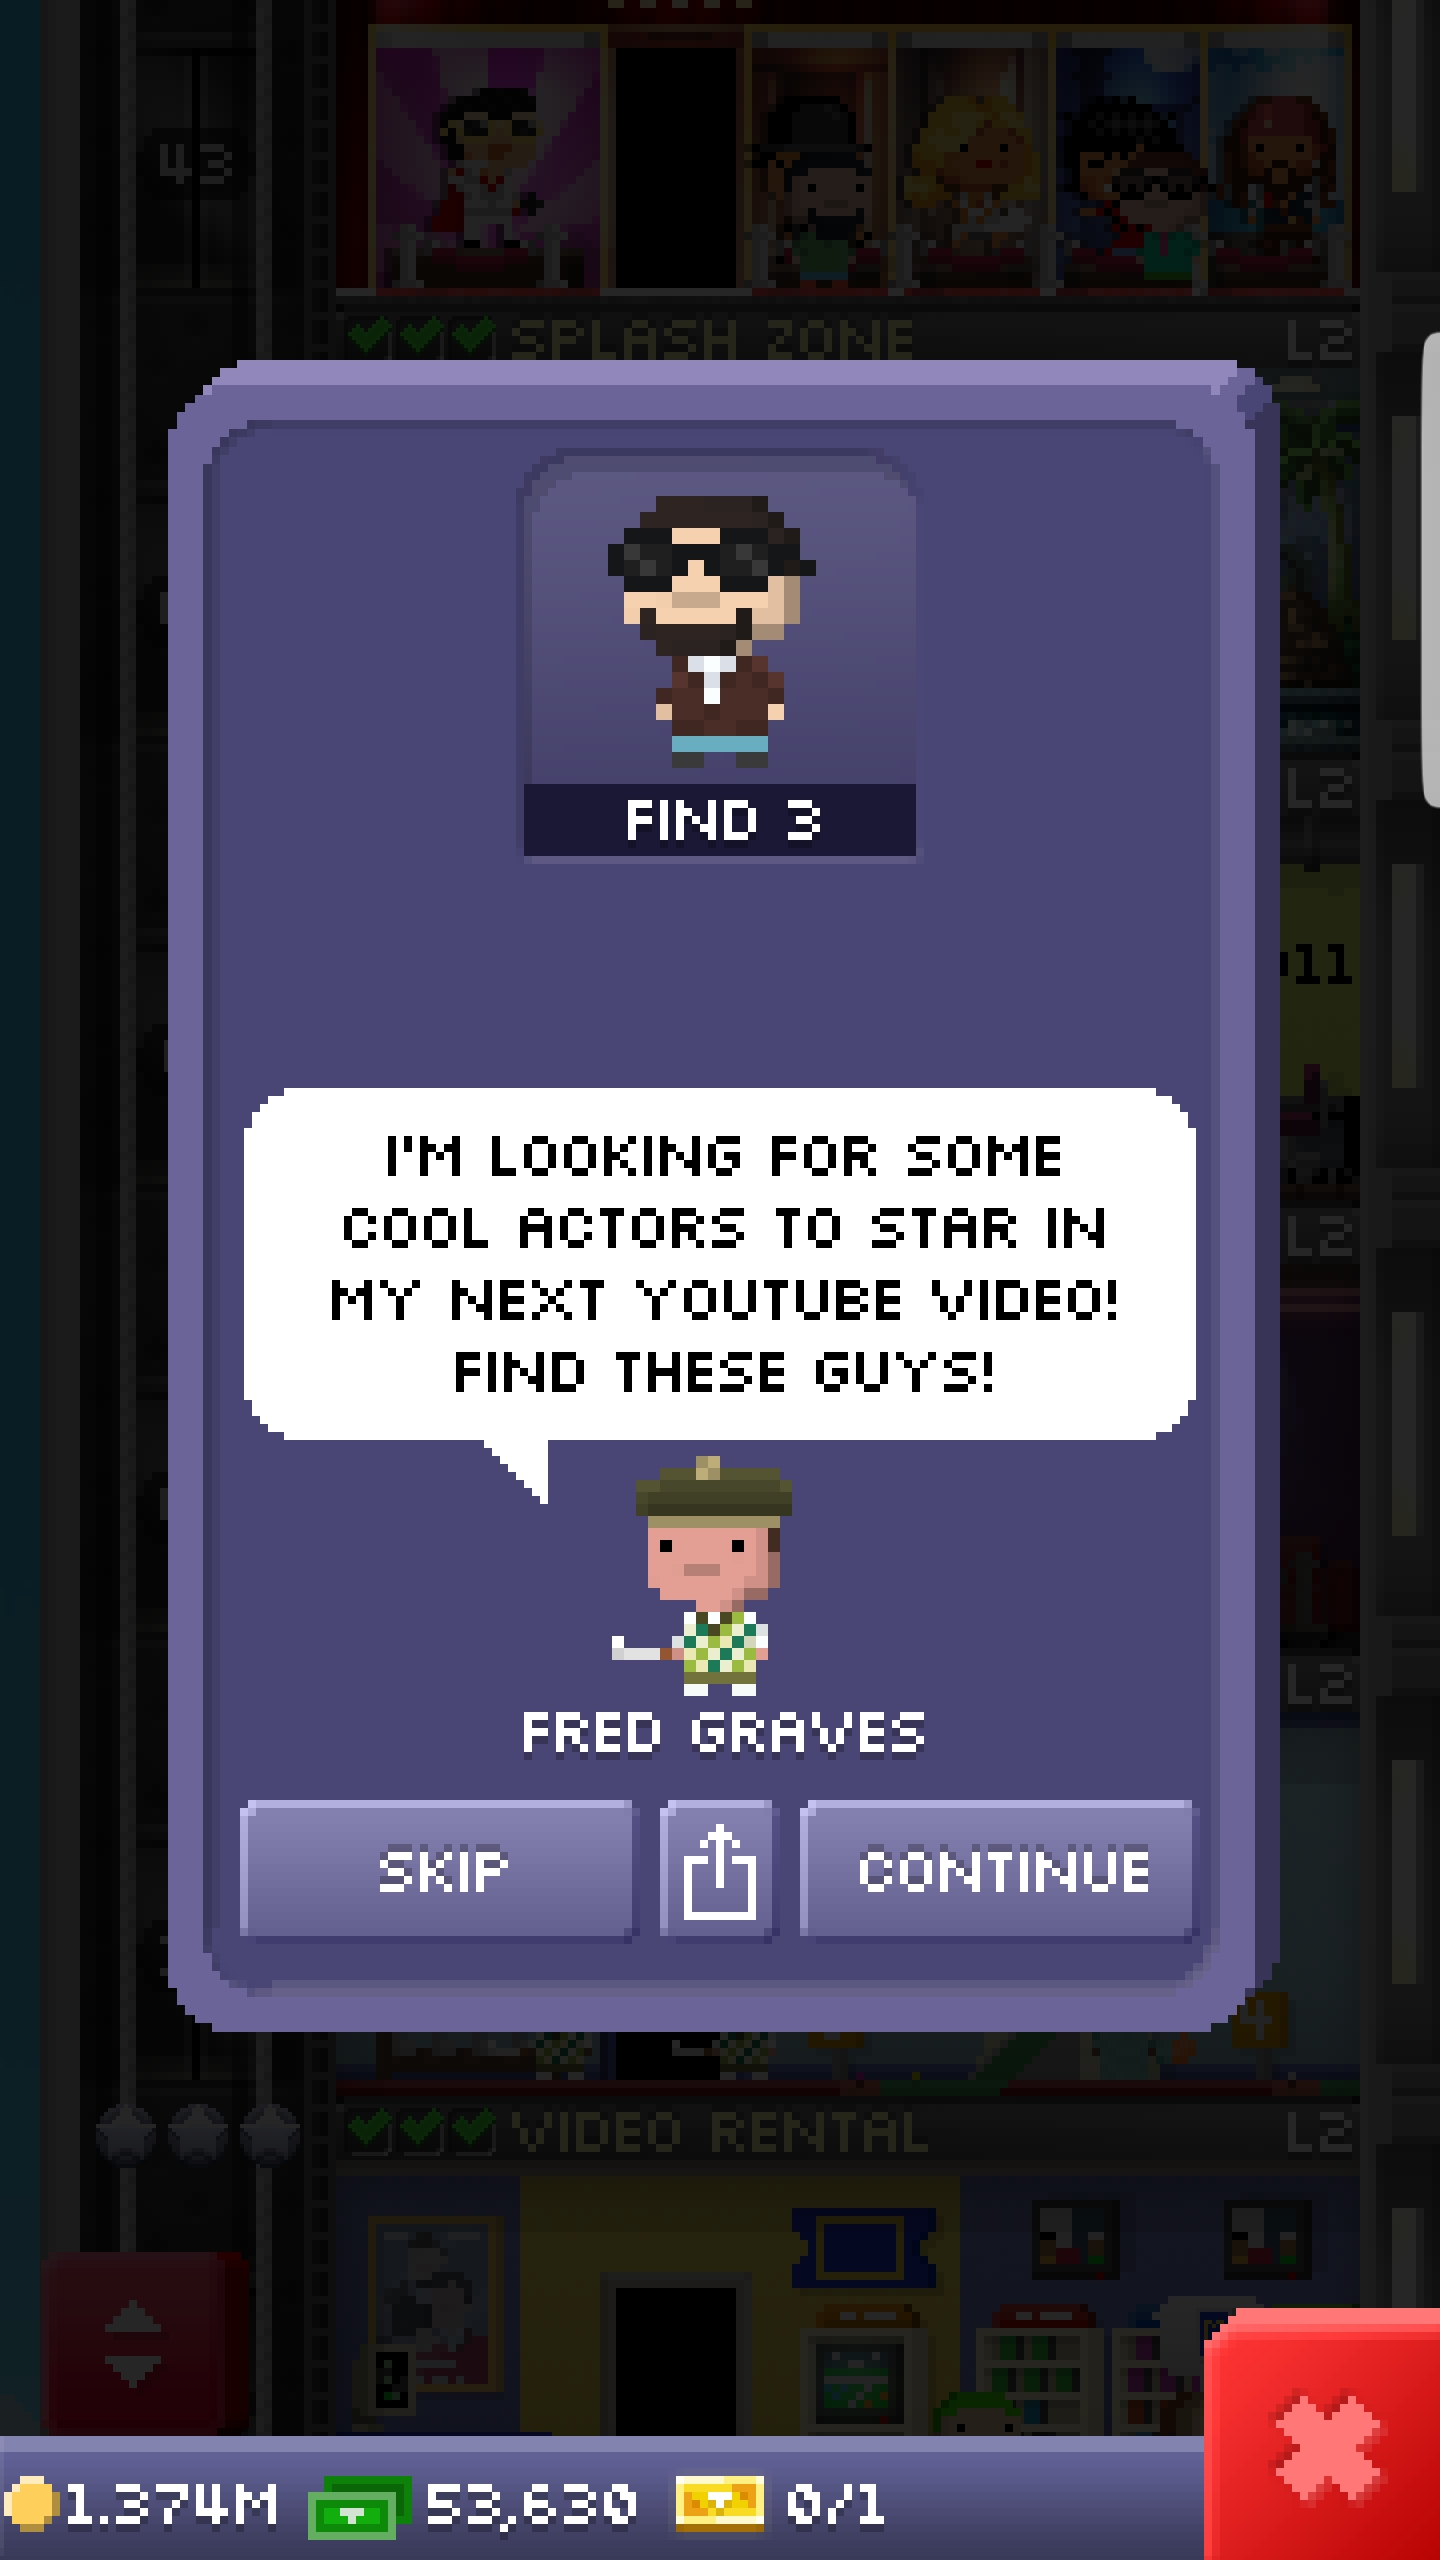 43
SPLASH ZONE L2
L2
FIND 3
11
I'M LOOKING FOR SOME
COOL ACTORS TO STAR IN
MY NEXT YOUTUBE VIDEO!
FIND THESE GUYS!
L2
FRED GRAVES
L2
SKIP
CONTINUE
4
VIDEO RENTAL L2
1.374M 53,630 0/1